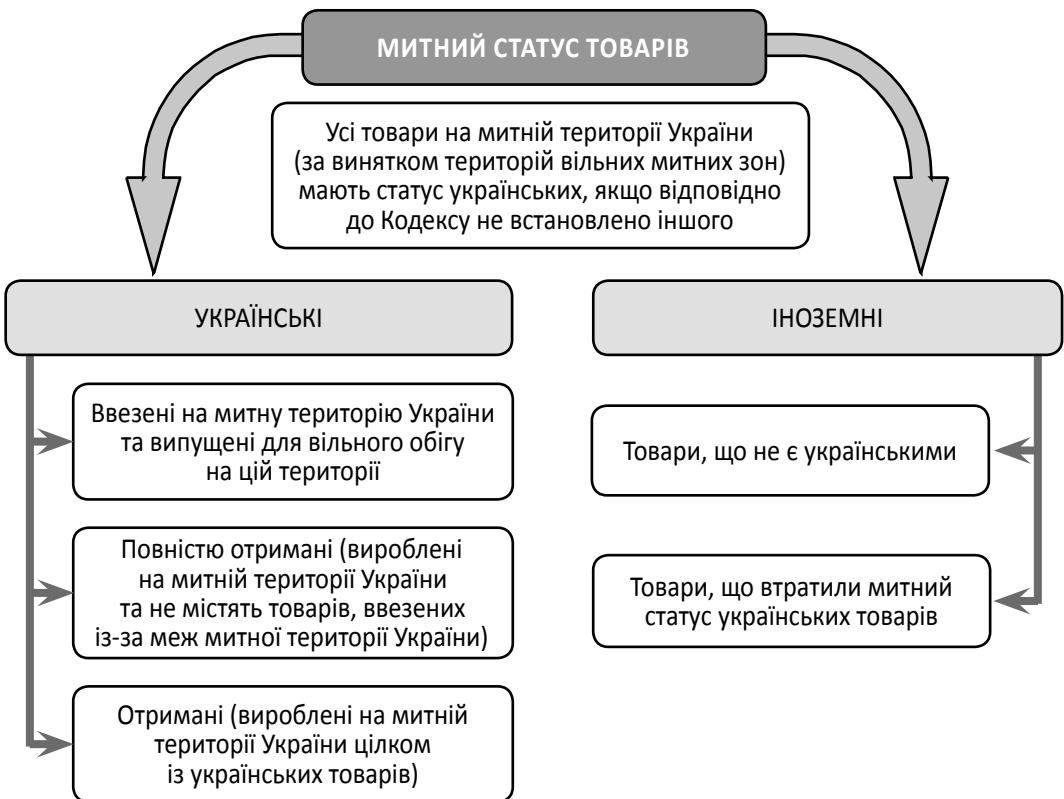 МИТНИЙ СТАТУС ТОВАРІВ
Усі товари на митній території України
(за винятком територій вільних митних зон)
мають статус українських, якщо відповідно
до Кодексу не встановлено іншого
УКРАЇНСЬКІ
Ввезені на митну територію України
та випущені для вільного обігу
на цій території
Повністю отримані (вироблені
на митній території України
та не містять товарів, ввезених
із-за меж митної території України)
Отримані (вироблені на митній
території України цілком
із українських товарів)
ІНОЗЕМНІ
Товари, що не є українськими
Товари, що втратили митний
статус українських товарів